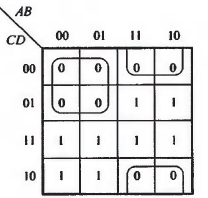 AB
CD
00 01 11 10
00 0 0 0 0
01 0 0 1 1
11 1 1 1 1
10 1 1 0 0